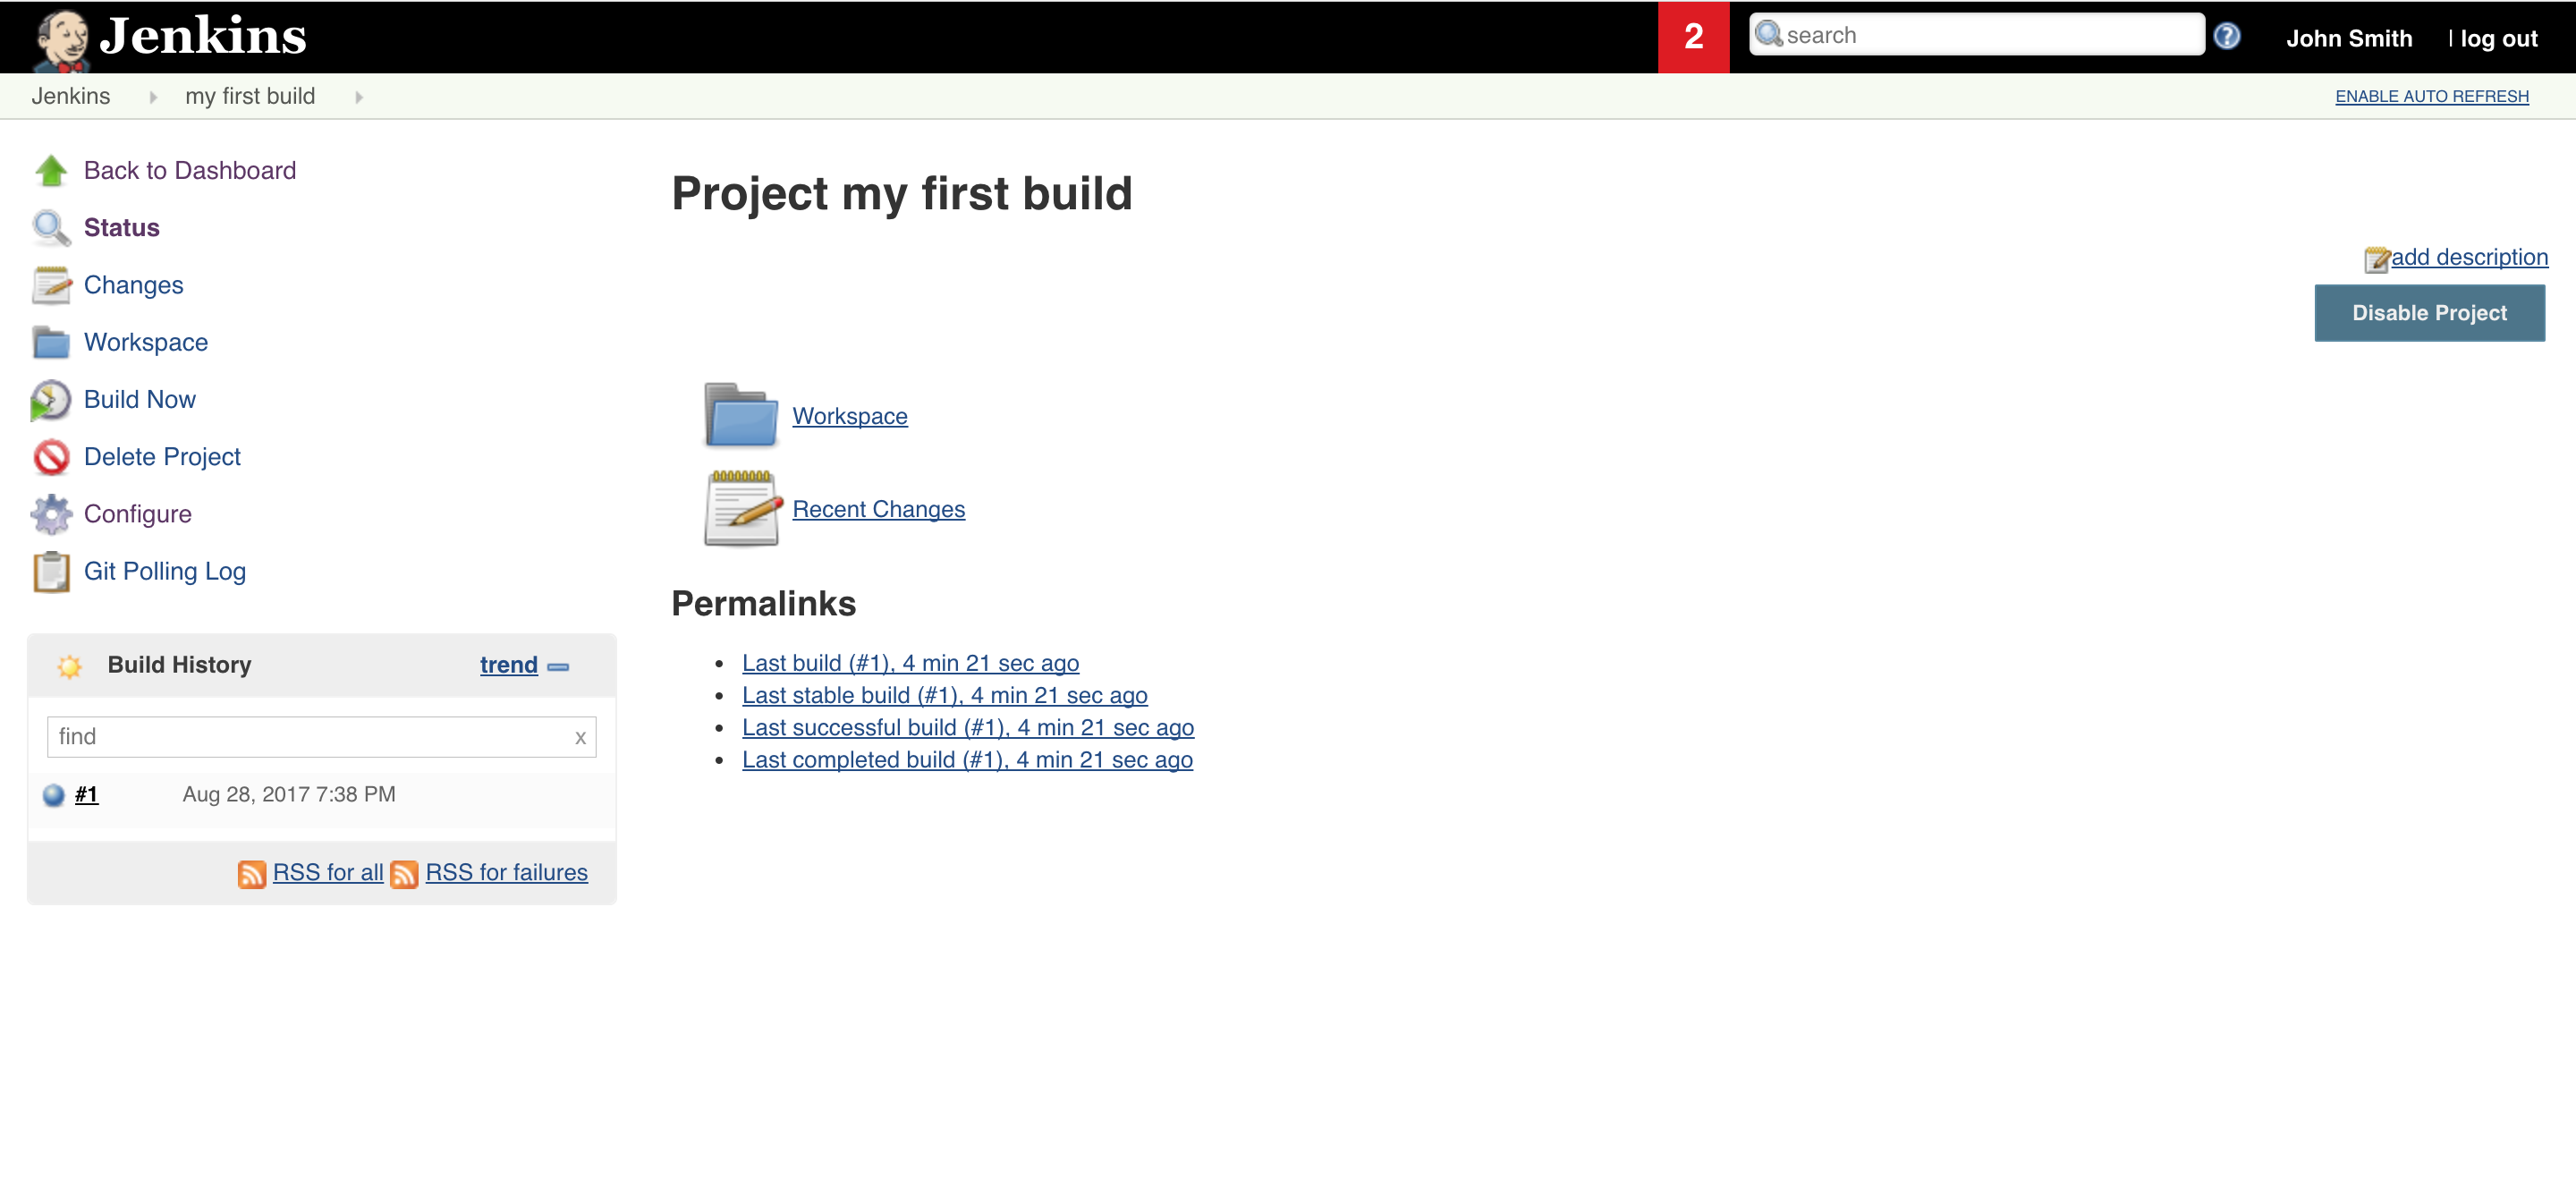 Jenkins
2
search
John Smith
| log out
Jenkins
my first build
ENABLE AUTO REFRESH
Back to Dashboard
Status
Changes
Workspace
Build Now
Delete Project
Configure
Git Polling Log
Build History
trend
find
x
#1
Aug 28, 2017 7:38 PM
RSS for all
RSS for failures
Project my first build
add description
Disable Project
Workspace
Recent Changes
Permalinks
• Last build (#1), 4 min 21 sec ago
• Last stable build (#1), 4 min 21 sec ago
• Last successful build (#1), 4 min 21 sec ago
• Last completed build (#1), 4 min 21 sec ago